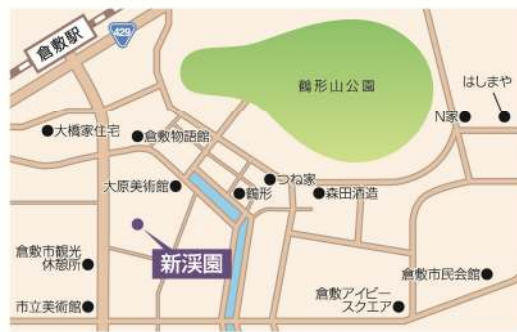 倉敷駅
429
鶴形山公園
はしまや
N家
大橋家住宅
倉敷物語館
つね家
大原美術館
鶴形
森田酒造
新渓園
倉敷市観光
休憩所
倉敷市民会館
倉敷アイビー
スクエア
市立美術館